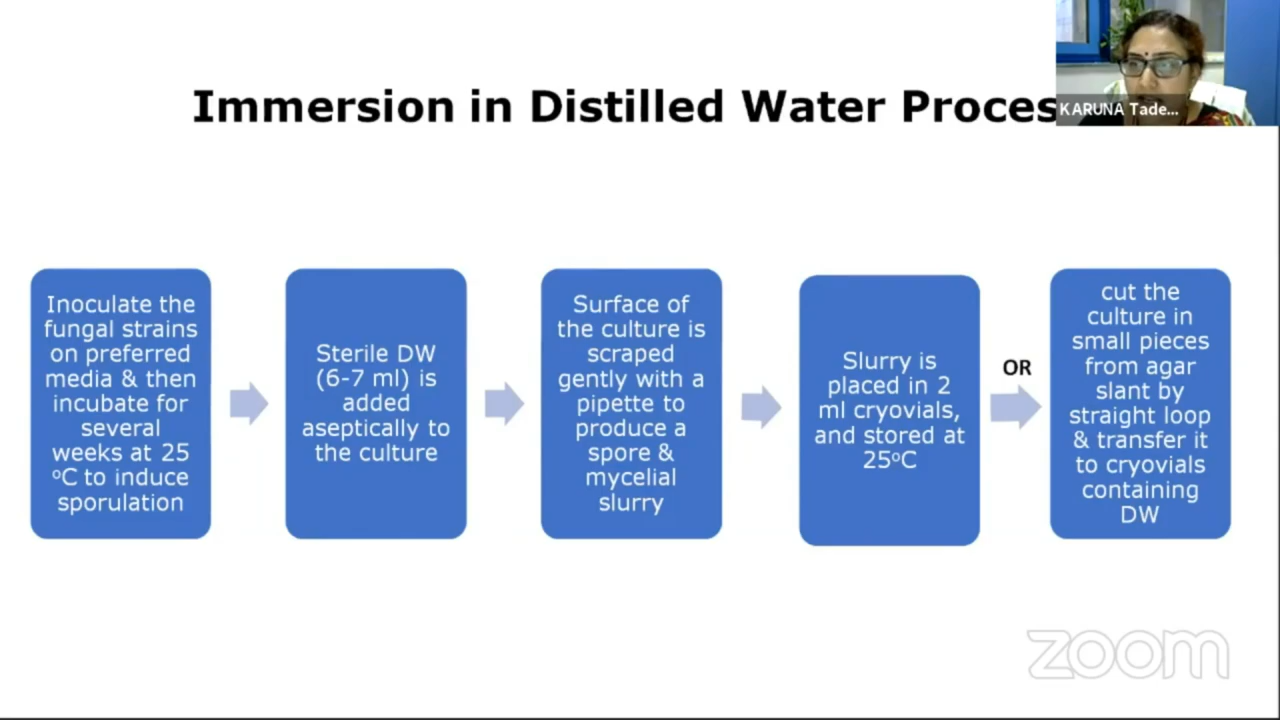 Immersion in Distilled Water Proces
KARUNA Tade...
Inoculate the
fungal strains
on preferred
media & then
incubate for
several
weeks at 25
ºC to induce
sporulation
Sterile DW
(6-7 ml) is
added
aseptically to
the culture
Surface of
the culture is
scraped
gently with a
pipette to
produce a
spore &
mycelial
slurry
Slurry is
placed in 2
ml cryovials,
and stored at
25ºC
OR
cut the
culture in
small pieces
from agar
slant by
straight loop
& transfer it
to cryovials
containing
DW
zoom